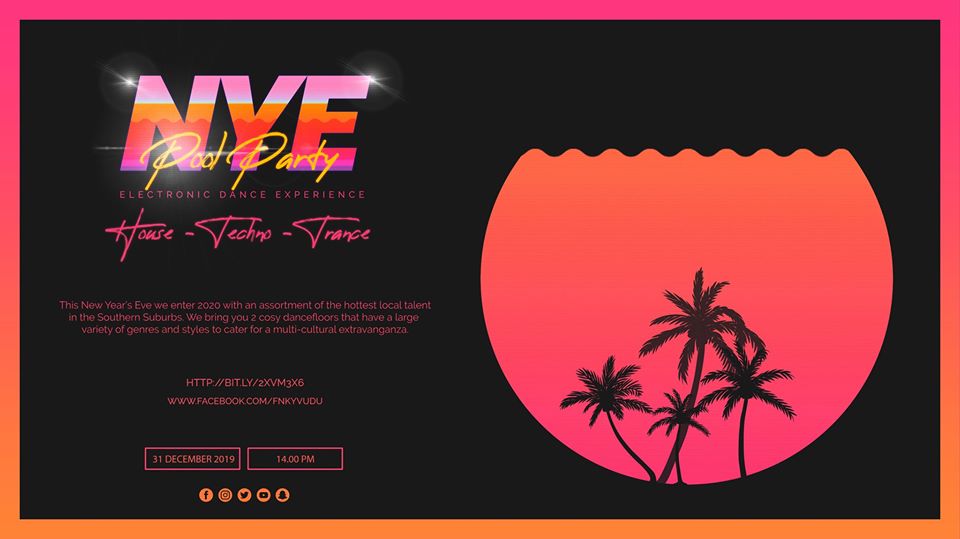 NYE
Pool Party
ELECTRONIC DANCE EXPERIENCE
House - Techno - Trance
This New Year's Eve we enter 2020 with an assortment of the hottest local talent
in the Southern Suburbs. We bring you 2 cosy dancefloors that have a large
variety of genres and styles to cater for a multi-cultural extravanganza.
HTTP://BIT.LY/2XVM3X6
WWW.FACEBOOK.COM/FNKYVUDU
31 DECEMBER 2019
14.00 PM